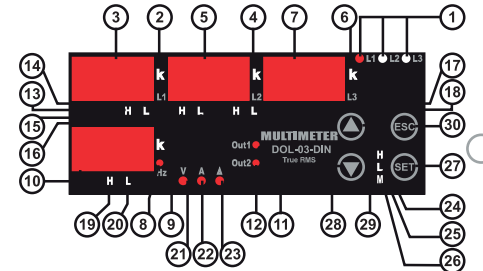 3 2 5 4 7 6 1
L1 L2 L3
14 k k k 17
13 L1 L2 L3 18
15 H L H L H L
16 k Out1 MULTIMETER ESC 30
DOL-03-DIN
Out2 True RMS
Hz V A H
10 H L L SET 27
M
19 20 8 9 12 11 28 29 24
21 22 23 25
26